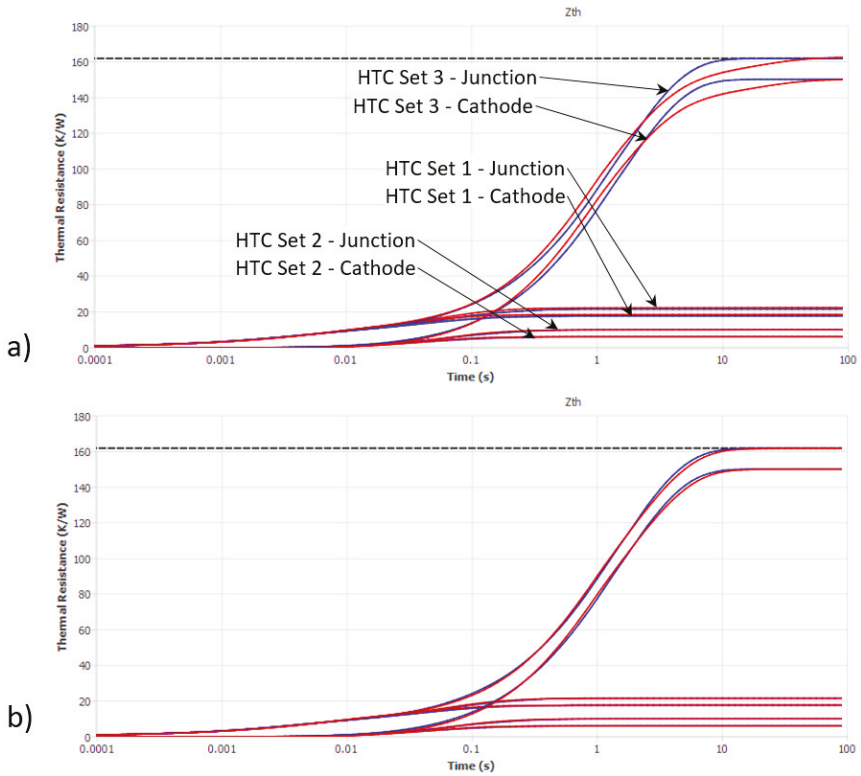 Zth
180
160
140
120
100
80
60
40
20
0
Thermal Resistance (K/W)
HTC Set 3 - Junction
HTC Set 3 - Cathode
HTC Set 1 - Junction
HTC Set 1 - Cathode
HTC Set 2 - Junction
HTC Set 2 - Cathode
a)
0.0001 0.001 0.01 0.1 1 10 100
Time (s)
Zth
180
160
140
120
100
80
60
40
20
0
Thermal Resistance (K/W)
b)
0.0001 0.001 0.01 0.1 1 10 100
Time (s)